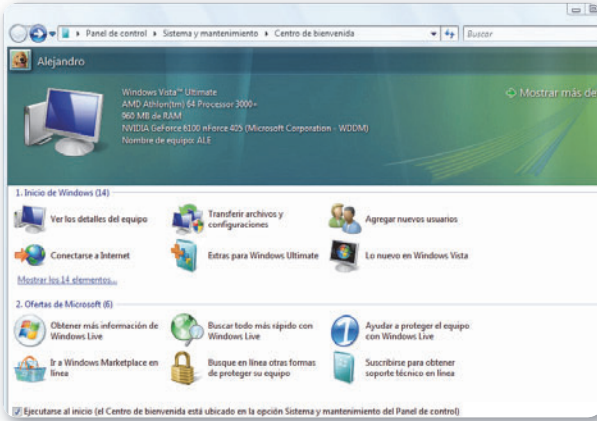 Panel de control ▸ Sistema y mantenimiento ▸ Centro de bienvenida
Buscar
Alejandro
Windows Vista™ Ultimate
AMD Athlon(tm) 64 Processor 3000+
960 MB de RAM
NVIDIA GeForce 6100 nForce 405 (Microsoft Corporation - WDDM)
Nombre de equipo: ALE
Mostrar más de
1. Inicio de Windows (14)
Ver los detalles del equipo
Transferir archivos y
configuraciones
Agregar nuevos usuarios
Conectarse a Internet
Extras para Windows Ultimate
Lo nuevo en Windows Vista
Mostrar los 14 elementos...
2. Ofertas de Microsoft (6)
Obtener más información de
Windows Live
Buscar todo más rápido con
Windows Live
Ayudar a proteger el equipo
con Windows Live
Ir a Windows Marketplace en
línea
Busque en línea otras formas
de proteger su equipo
Suscribirse para obtener
soporte técnico en línea
Ejecutarse al inicio (el Centro de bienvenida está ubicado en la opción Sistema y mantenimiento del Panel de control)